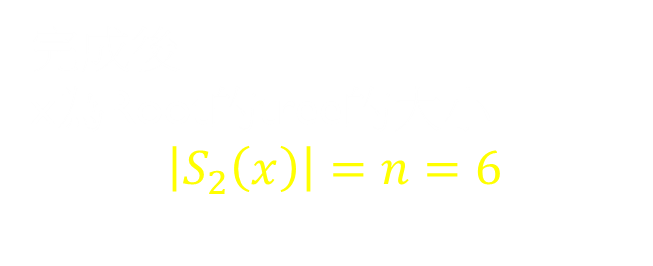 |S₂(x)| = n = 6